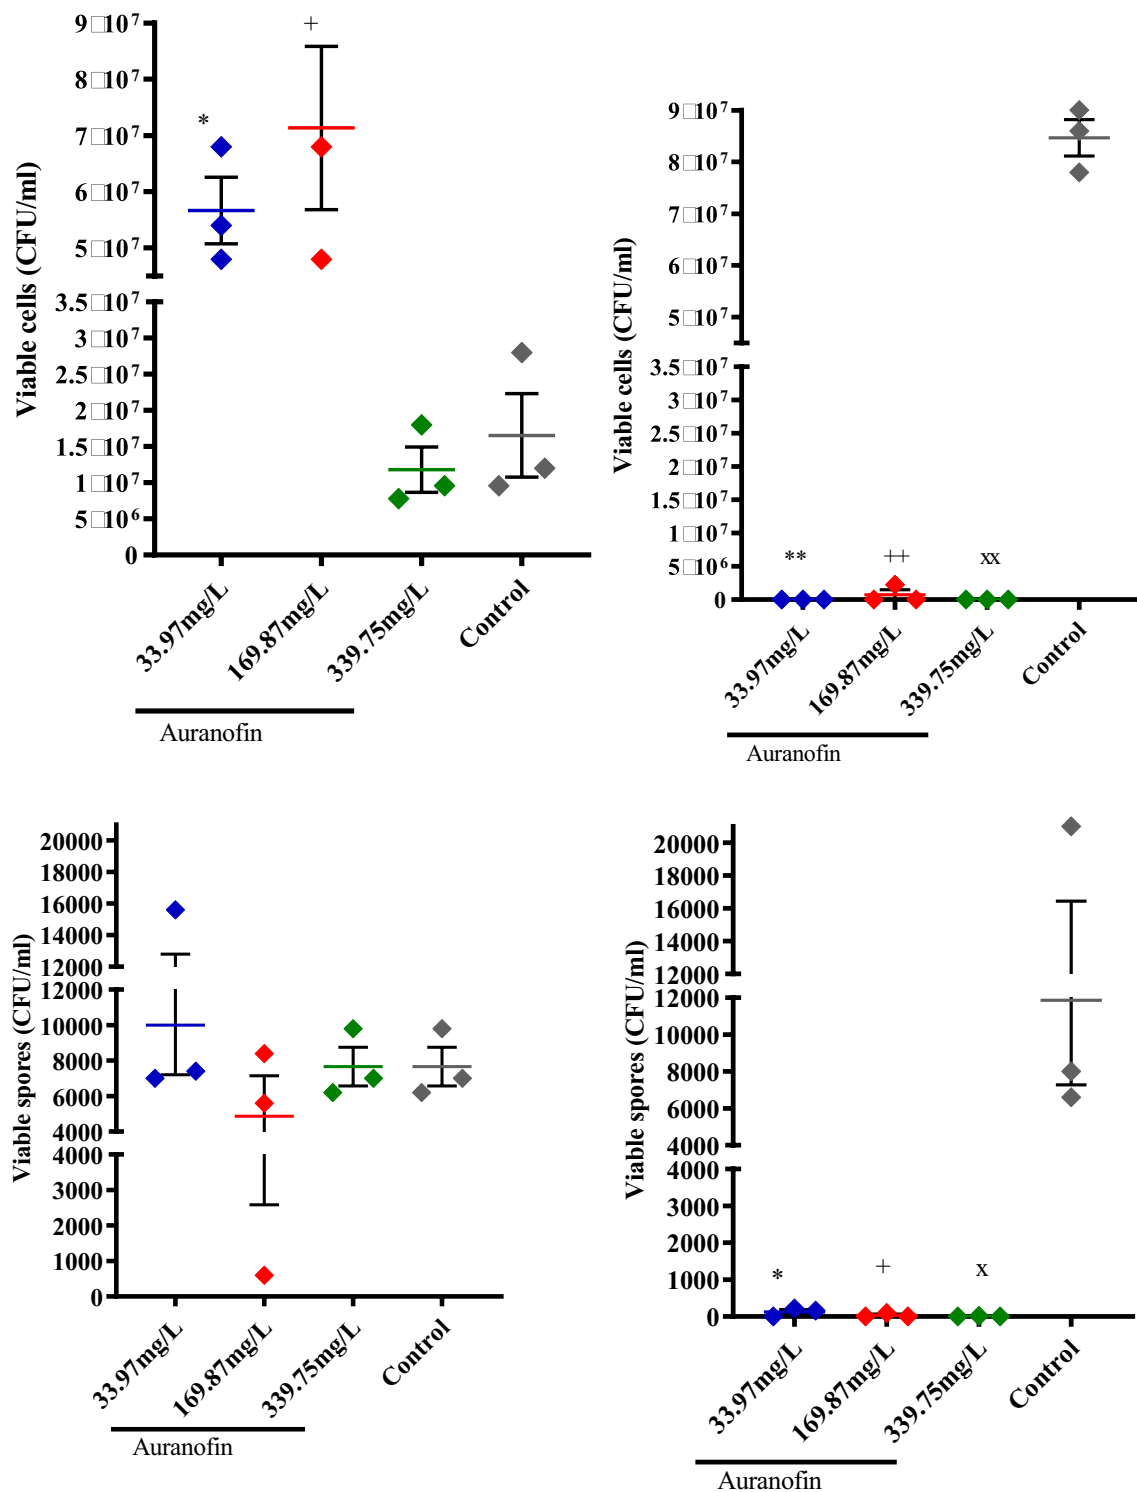 9□10⁷
+
8□10⁷
7□10⁷
*
6□10⁷
5□10⁷
3.5□10⁷
3□10⁷
2.5□10⁷
2□10⁷
1.5□10⁷
1□10⁷
5□10⁶
0
Viable cells (CFU/ml)
33.97mg/L
169.87mg/L
339.75mg/L
Control
Auranofin
9□10⁷
8□10⁷
7□10⁷
6□10⁷
5□10⁷
3.5□10⁷
3□10⁷
2.5□10⁷
2□10⁷
1.5□10⁷
1□10⁷
5□10⁶
0
Viable cells (CFU/ml)
** ++ xx
33.97mg/L
169.87mg/L
339.75mg/L
Control
Auranofin
20000
18000
16000
14000
12000
12000
10000
8000
6000
4000
4000
3000
2000
1000
0
Viable spores (CFU/ml)
33.97mg/L
169.87mg/L
339.75mg/L
Control
Auranofin
20000
18000
16000
14000
12000
12000
10000
8000
6000
4000
4000
3000
2000
1000
0
Viable spores (CFU/ml)
* + x
33.97mg/L
169.87mg/L
339.75mg/L
Control
Auranofin